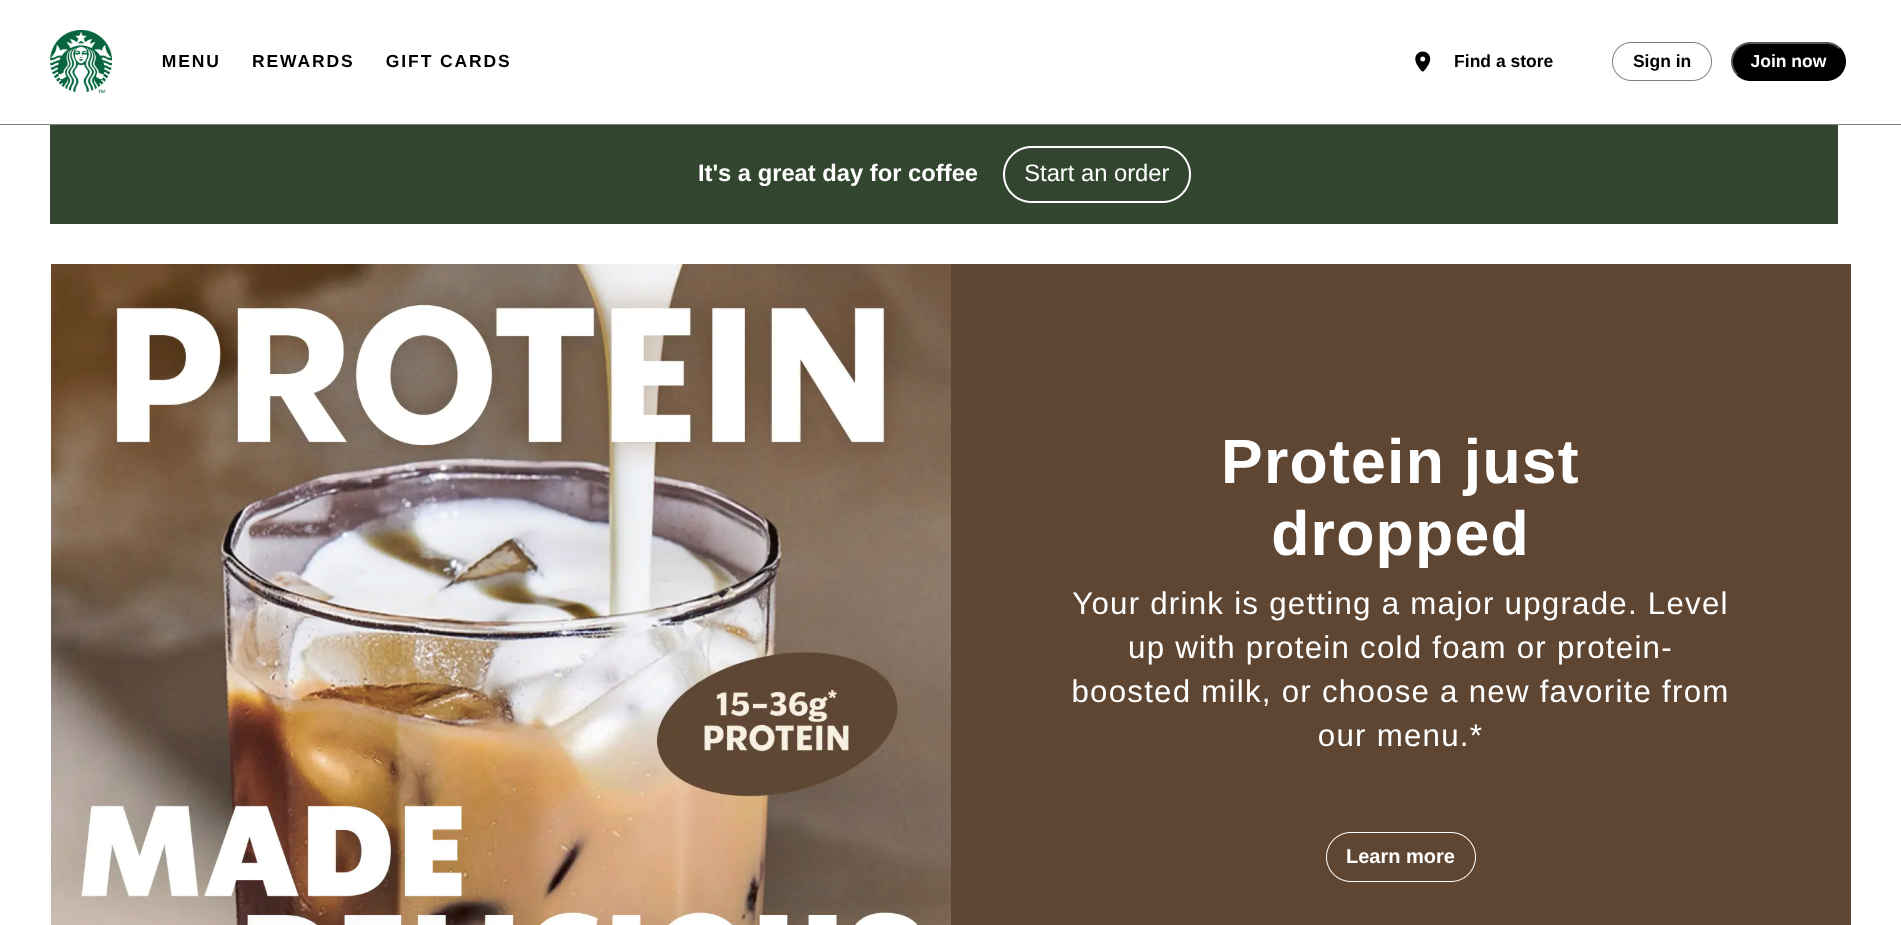 MENU REWARDS GIFT CARDS Find a store Sign in Join now
It's a great day for coffee Start an order
PROTEIN
15-36g*
PROTEIN
MADE
DELICIOUS
Protein just
dropped
Your drink is getting a major upgrade. Level
up with protein cold foam or protein-
boosted milk, or choose a new favorite from
our menu.*
Learn more